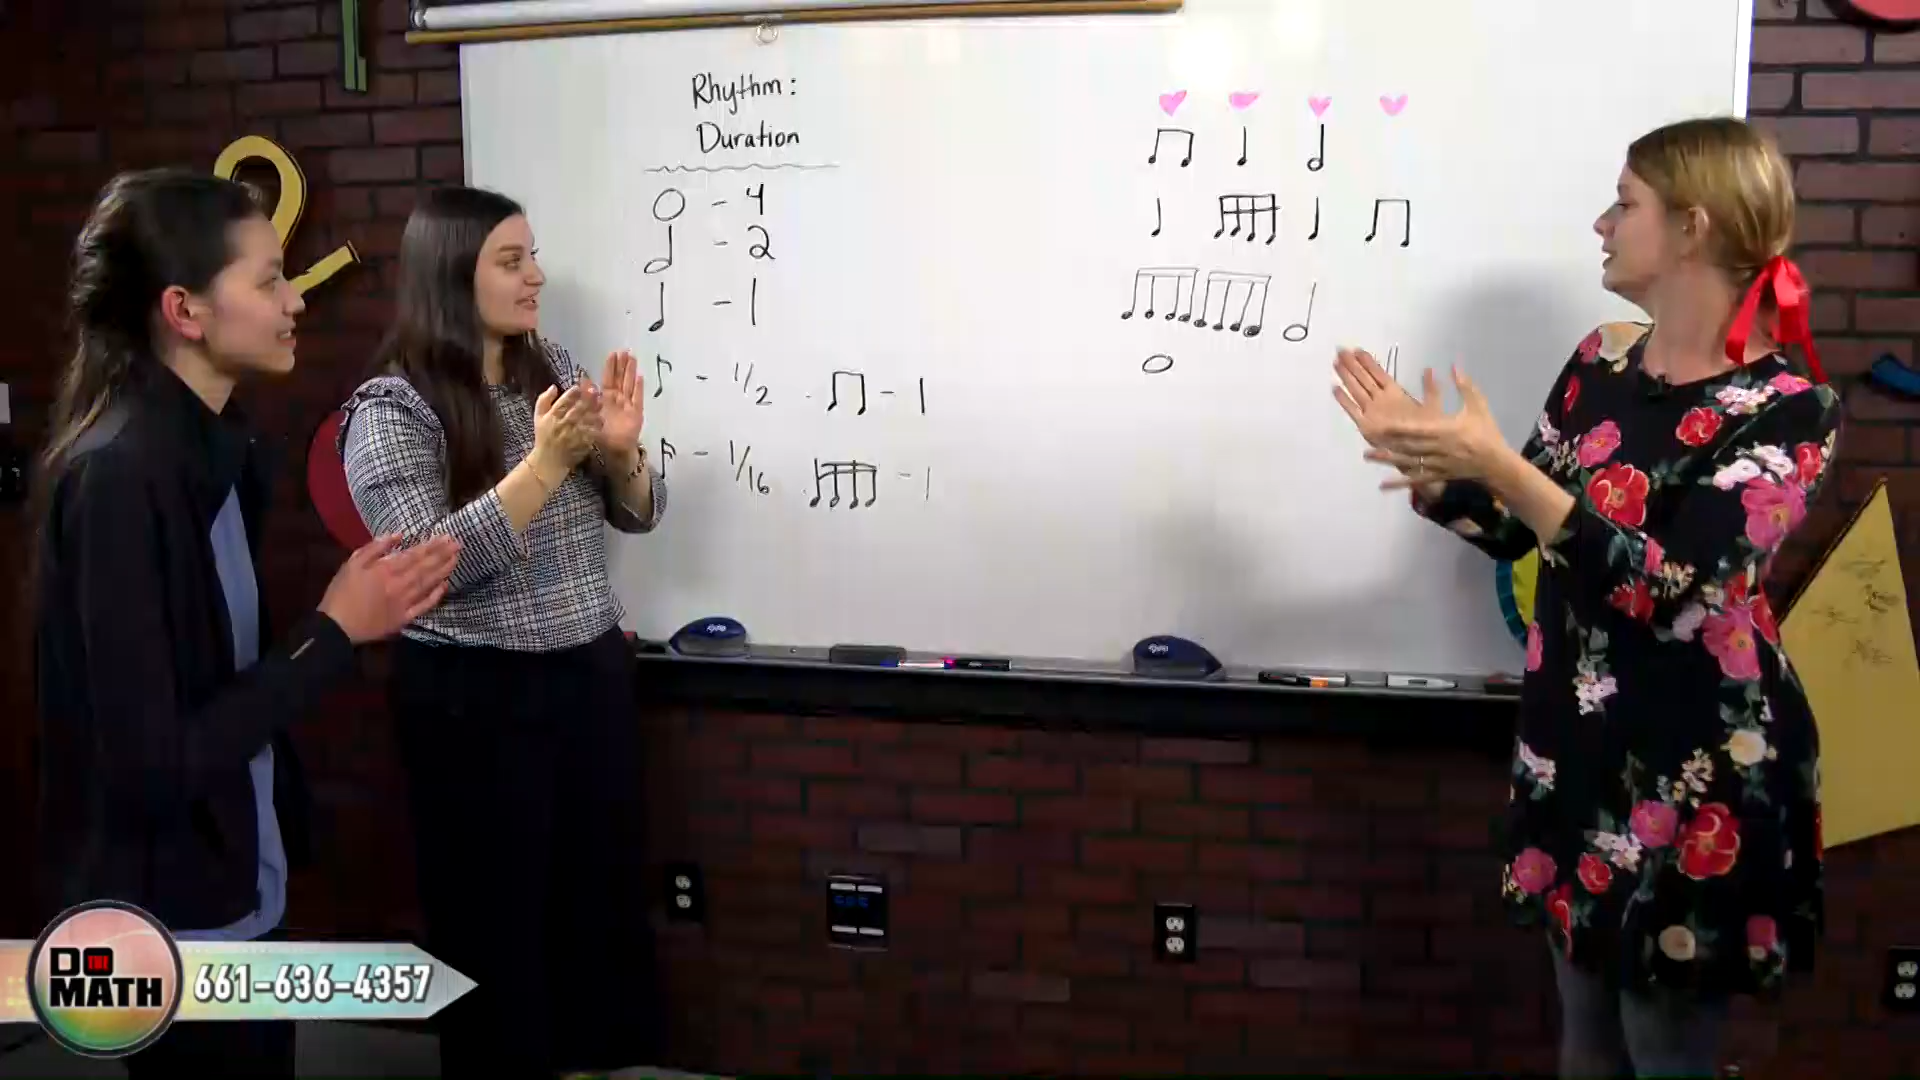 Rhythm:
Duration
- 4
- 2
- 1
- 1/2
- 1
- 1/16
- 1
DO THE
MATH
661-636-4357